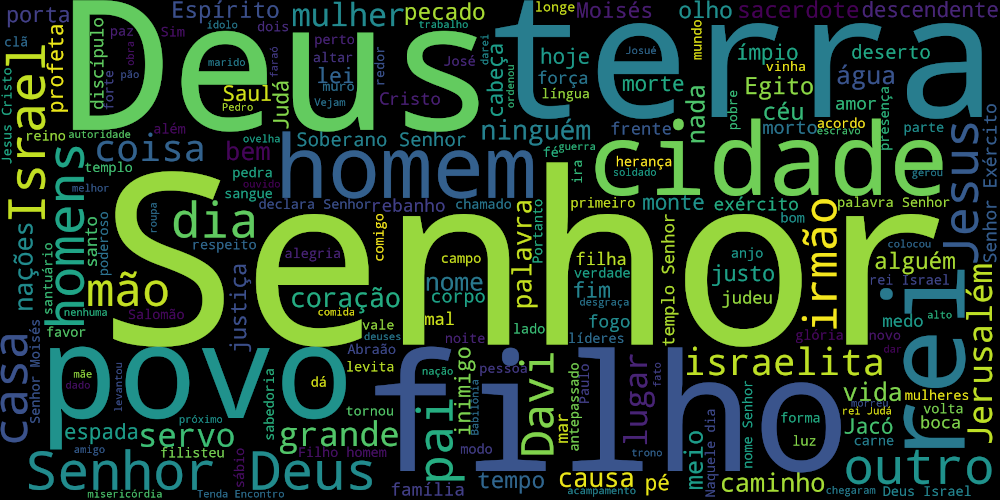 porta
Espírito
mulher
pecado
longe
Moisés
olho
sacerdote
descendente
Deus
terra
clã
paz
Sim
ídolo
dois
perto
trabalho
profeta
discípulo
forte
obra
pão
marido
faraó
altar
lei
muro
Vejam
José
redor
cabeça
darei
ordenou
hoje
força
língua
Josué
morte
mundo
ímpio
vinha
Egito
céu
deserto
água
amor
presença
Jesus Cristo
Israel
reino
autoridade
além
Saul
Pedro
Judá
Cristo
Soberano Senhor
ninguém
frente
nada
pobre
morto
acordo
escravo
parte
templo
ovelha
coisa
bem
homem
fé
guerra
cidade
Jesus
Senhor Exército
homens
melhor
pedra
sangue
ouvido
declara Senhor
rebanho
chamado
ira
herança
soldado
primeiro
monte
exército
bom
gerou
palavra Senhor
nações
santo
santuário
poderoso
roupa
dia
respeito
alegria
comigo
Senhor
palavra
Portanto
filha
verdade
fim
desgraça
templo Senhor
anjo
justo
judeu
irmão
colocou
alguém
rei Israel
rei
mão
nenhuma
favor
Salomão
justiça
coração
comida
vale
deuses
campo
nome
corpo
mal
lado
fogo
líderes
noite
medo
glória
novo
alto
dar
Jerusalém
casa
Senhor Moisés
povo
mãe
dado
levantou
Abraão
levita
dá
filho
inimigo
nação
pessoa
Babilônia
Davi
Paulo
mar
antepassado
fato
lugar
israelita
vida
rei Judá
mulheres
morreu
volta
boca
Jacó
carne
espada
próximo
servo
filisteu
amigo
sábio
sabedoria
grande
tornou
Filho homem
pai
modo
tempo
trono
causa
acampamento
pé
meio
Naquele dia
nome Senhor
forma
luz
caminho
outro
Senhor Deus
misericórdia
Tenda Encontro
família
chegaram
Deus Israel